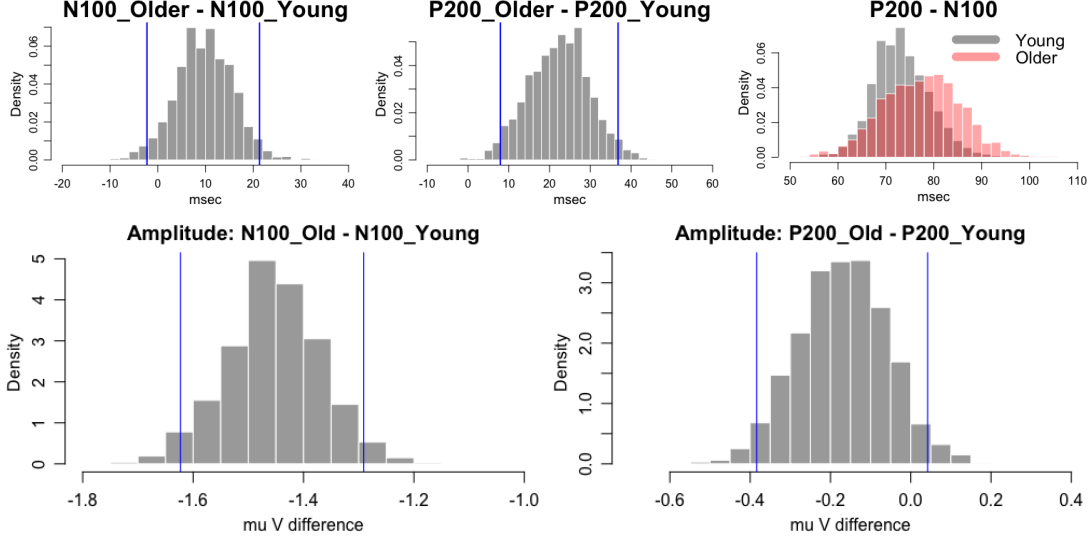 N100_Older - N100_Young
P200_Older - P200_Young
P200 - N100
Density
0.00 0.02 0.04 0.06
-20 -10 0 10 20 30 40
msec
Density
0.00 0.02 0.04
-10 0 10 20 30 40 50 60
msec
Density
0.00 0.02 0.04 0.06
Young
Older
50 60 70 80 90 100 110
msec
Amplitude: N100_Old - N100_Young
Density
0 1 2 3 4 5
-1.8 -1.6 -1.4 -1.2 -1.0
mu V difference
Amplitude: P200_Old - P200_Young
Density
0.0 1.0 2.0 3.0
-0.6 -0.4 -0.2 0.0 0.2 0.4
mu V difference